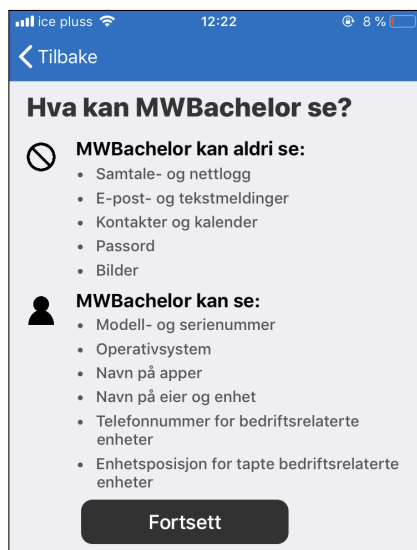 ice pluss 12:22 8 %
Tilbake
Hva kan MWBachelor se?
MWBachelor kan aldri se:
• Samtale- og nettlogg
• E-post- og tekstmeldinger
• Kontakter og kalender
• Passord
• Bilder
MWBachelor kan se:
• Modell- og serienummer
• Operativsystem
• Navn på apper
• Navn på eier og enhet
• Telefonnummer for bedriftsrelaterte
enheter
• Enhetsposisjon for tapte bedriftsrelaterte
enheter
Fortsett